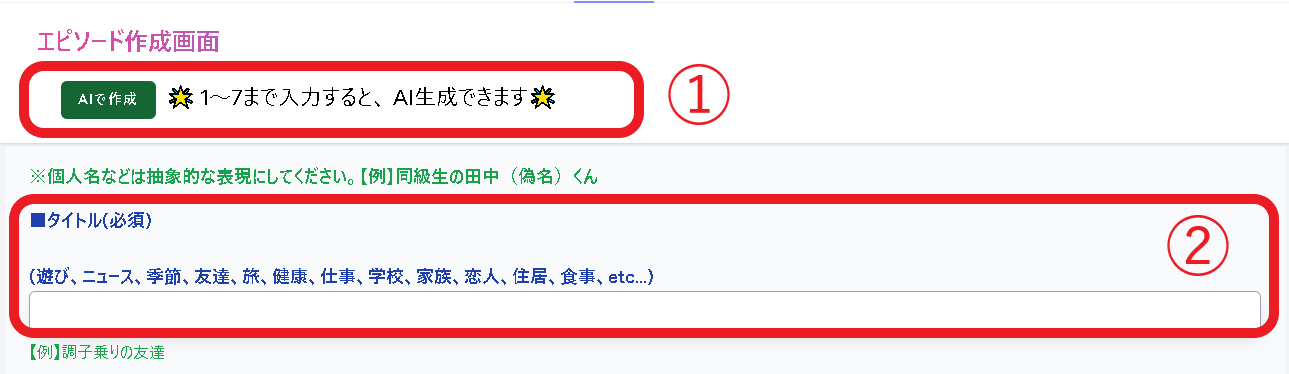 エピソード作成画面
AIで作成 🌟 1～7まで入力すると、AI生成できます🌟
①
※個人名などは抽象的な表現にしてください。【例】同級生の田中（偽名）くん
■タイトル(必須)
②
(遊び、ニュース、季節、友達、旅、健康、仕事、学校、家族、恋人、住居、食事、etc...)
【例】調子乗りの友達